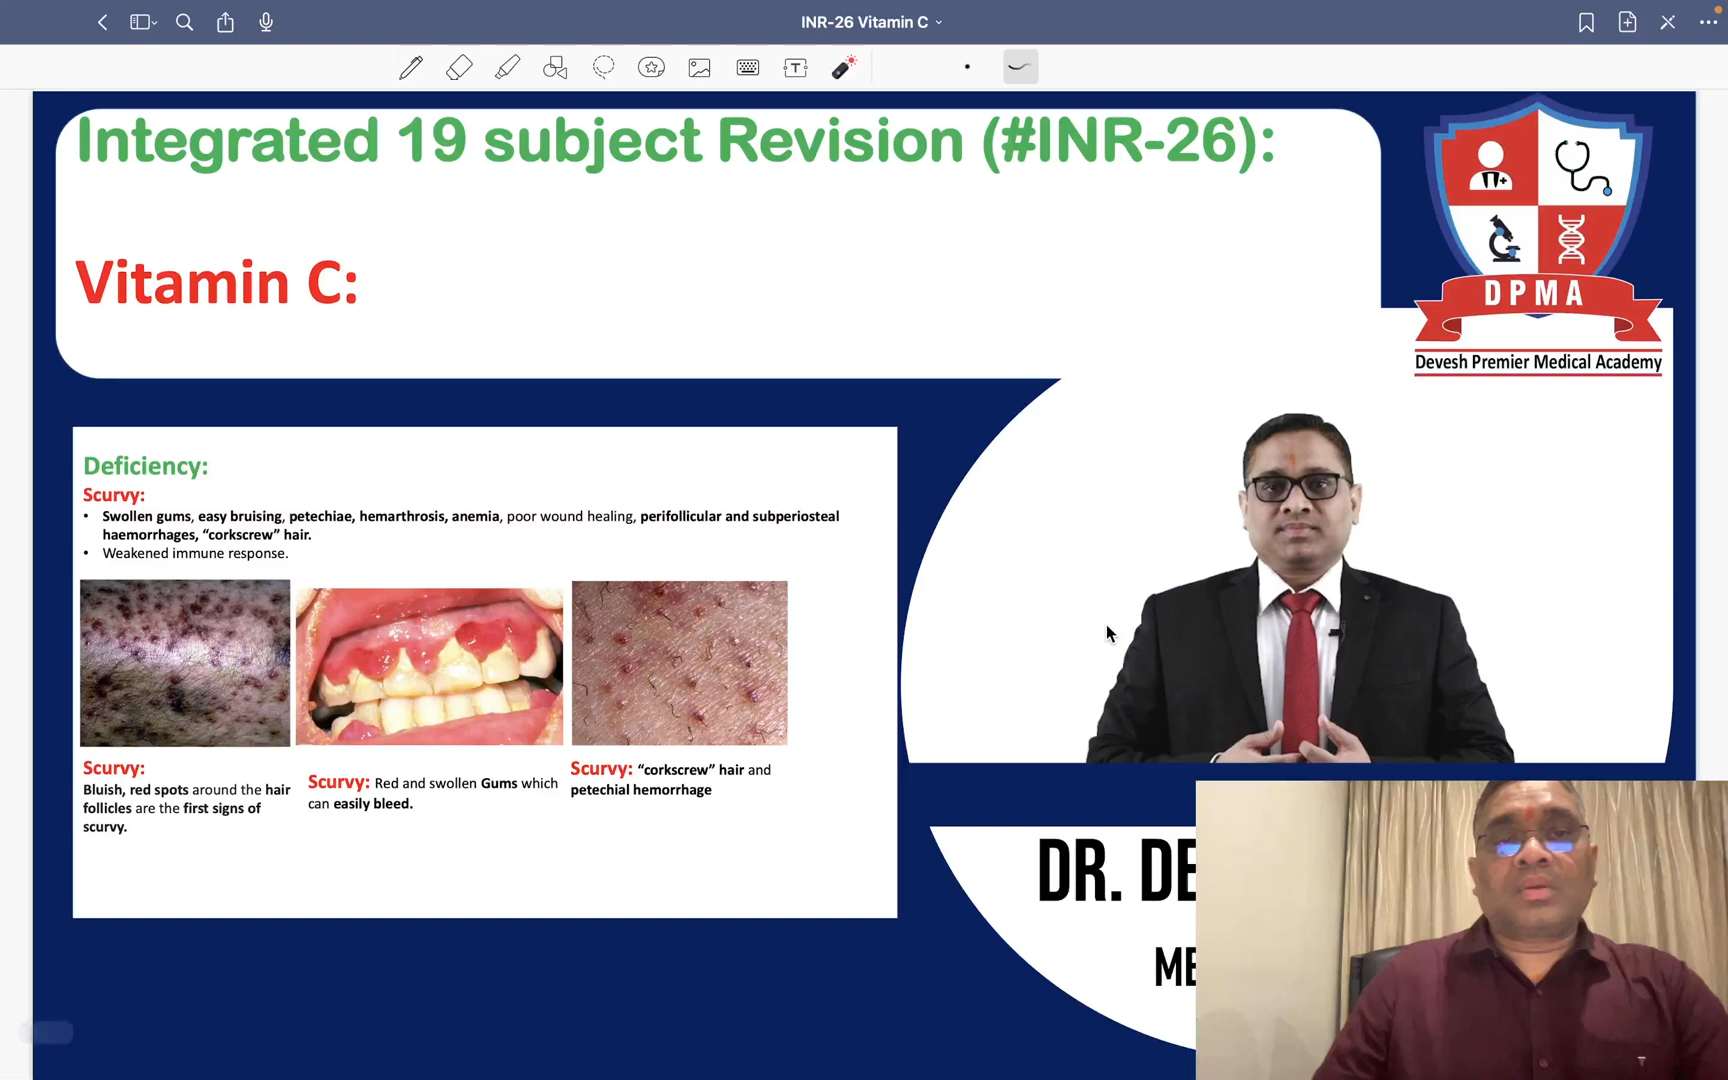 INR-26 Vitamin C
Integrated 19 subject Revision (#INR-26):
Vitamin C:
DPMA
Devesh Premier Medical Academy
Deficiency:
Scurvy:
• Swollen gums, easy bruising, petechiae, hemarthrosis, anemia, poor wound healing, perifollicular and subperiosteal
haemorrhages, “corkscrew” hair.
• Weakened immune response.
Scurvy:
Bluish, red spots around the hair
follicles are the first signs of
scurvy.
Scurvy: Red and swollen Gums which
can easily bleed.
Scurvy: “corkscrew” hair and
petechial hemorrhage
DR. DE
ME